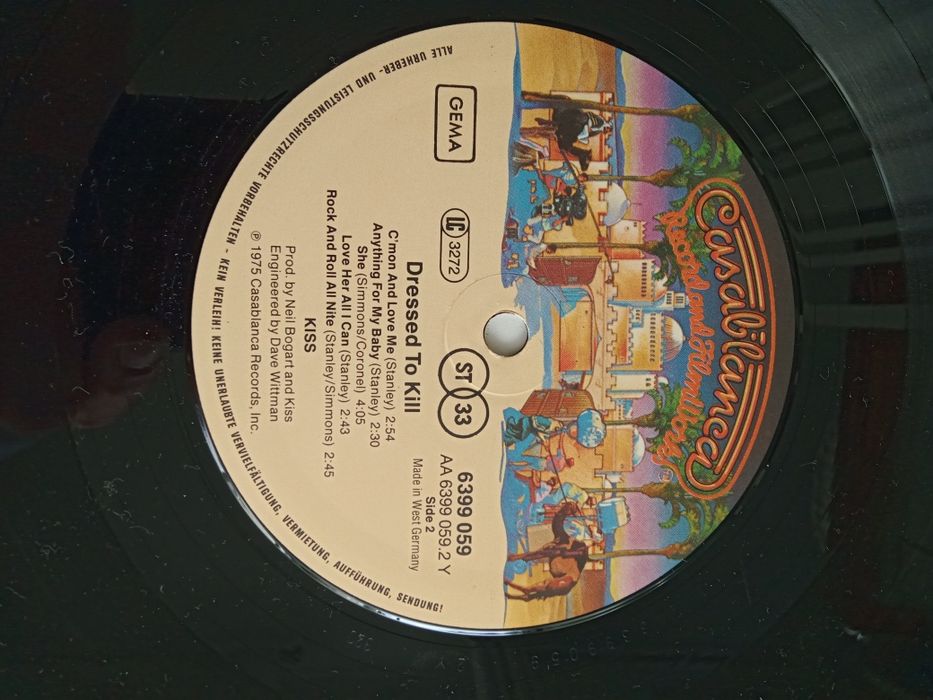 Casablanca
Record and FilmWorks
GEMA
LC 3272
ST 33
6399 059
AA 6399 059.2 Y
Side 2
Made in West Germany
Dressed To Kill
C'mon And Love Me (Stanley) 2:54
Anything For My Baby (Stanley) 2:30
She (Simmons/Coronel) 4:05
Love Her All I Can (Stanley) 2:43
Rock And Roll All Nite (Stanley/Simmons) 2:45
KISS
Prod. by Neil Bogart and Kiss
Engineered by Dave Wittman
℗ 1975 Casablanca Records, Inc.
ALLE URHEBER- UND LEISTUNGSSCHUTZRECHTE VORBEHALTEN - KEIN VERLEIH! KEINE UNERLAUBTE VERVIELFÄLTIGUNG, VERMIETUNG, AUFFÜHRUNG, SENDUNG!